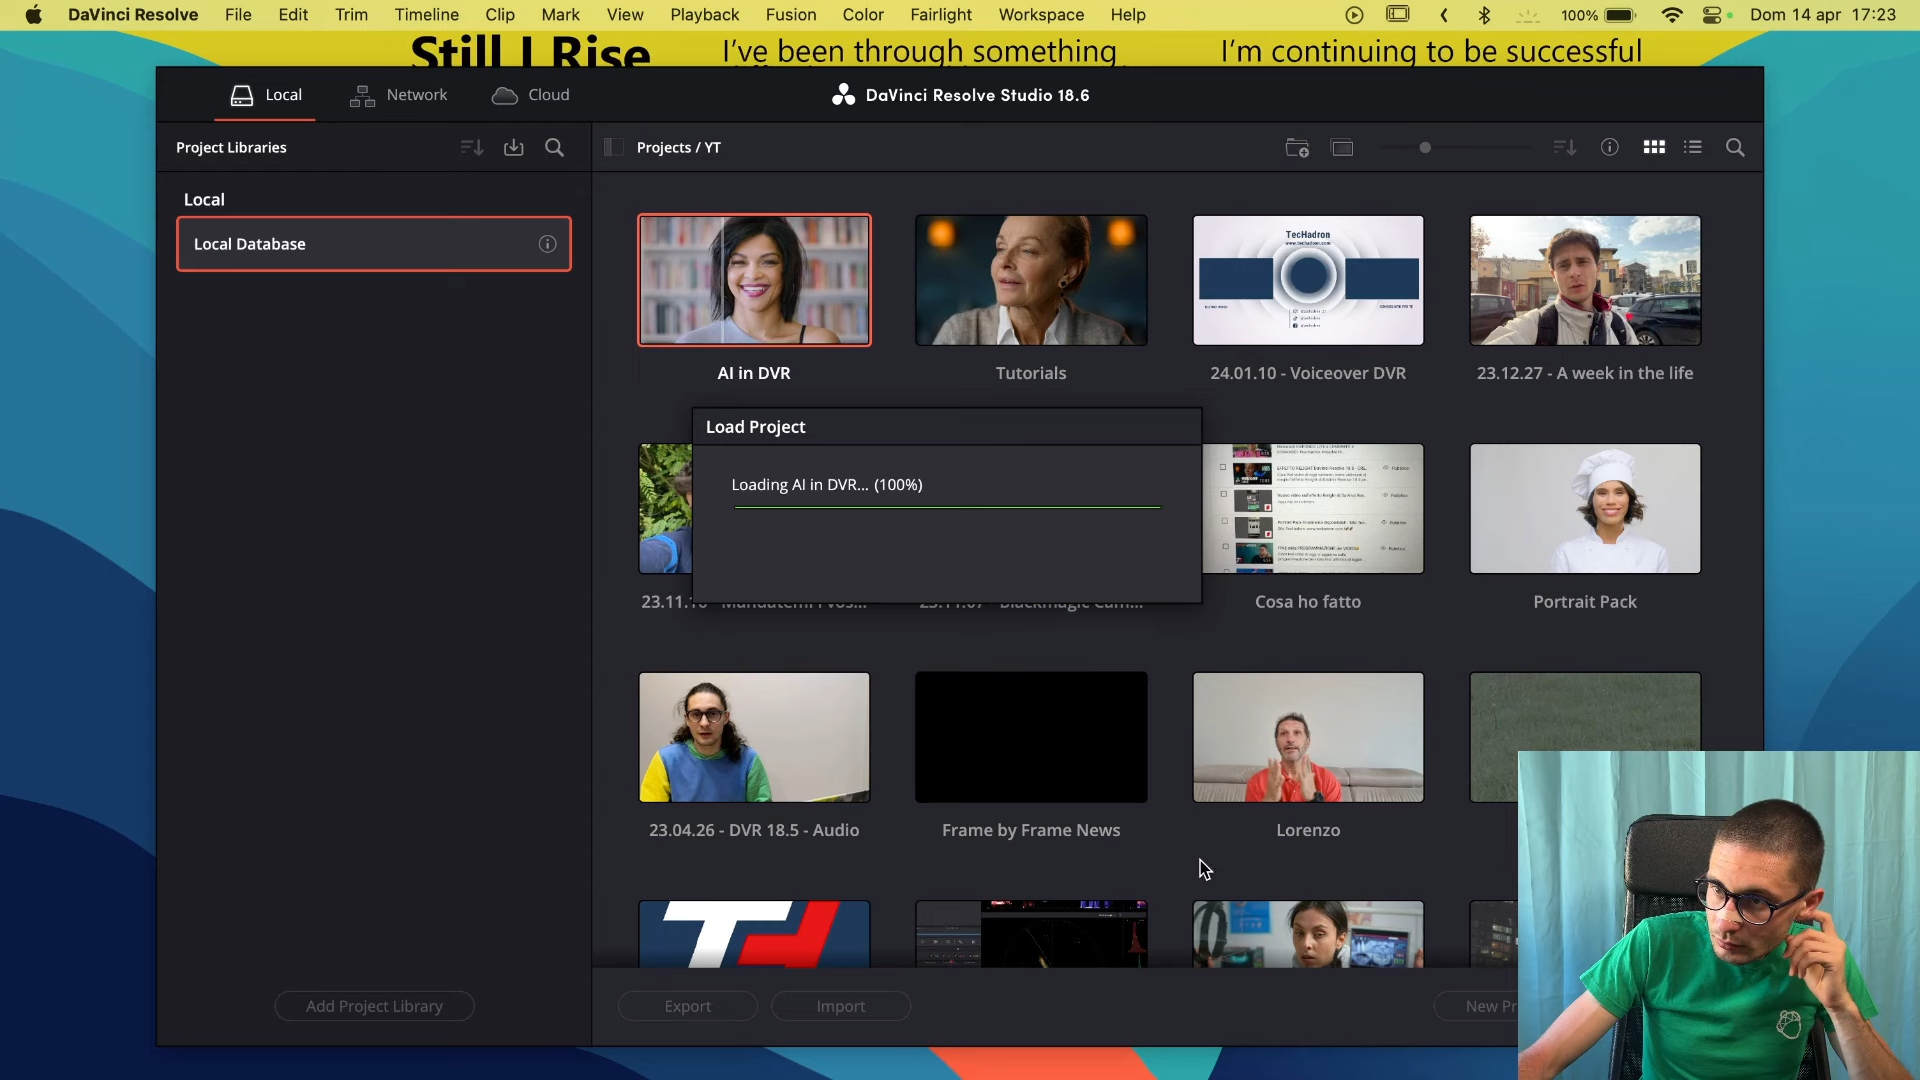 DaVinci Resolve File Edit Trim Timeline Clip Mark View Playback Fusion Color Fairlight Workspace Help 100% Dom 14 apr 17:23
Still I Rise I've been through something I'm continuing to be successful
Local Network Cloud DaVinci Resolve Studio 18.6
Project Libraries Projects / YT
Local
Local Database
TecHadron
www.techadron.com
AI in DVR Tutorials 24.01.10 - Voiceover DVR 23.12.27 - A week in the life
Load Project
Loading AI in DVR... (100%)
Cosa ho fatto Portrait Pack
23.04.26 - DVR 18.5 - Audio Frame by Frame News Lorenzo
Add Project Library Export Import New Pr